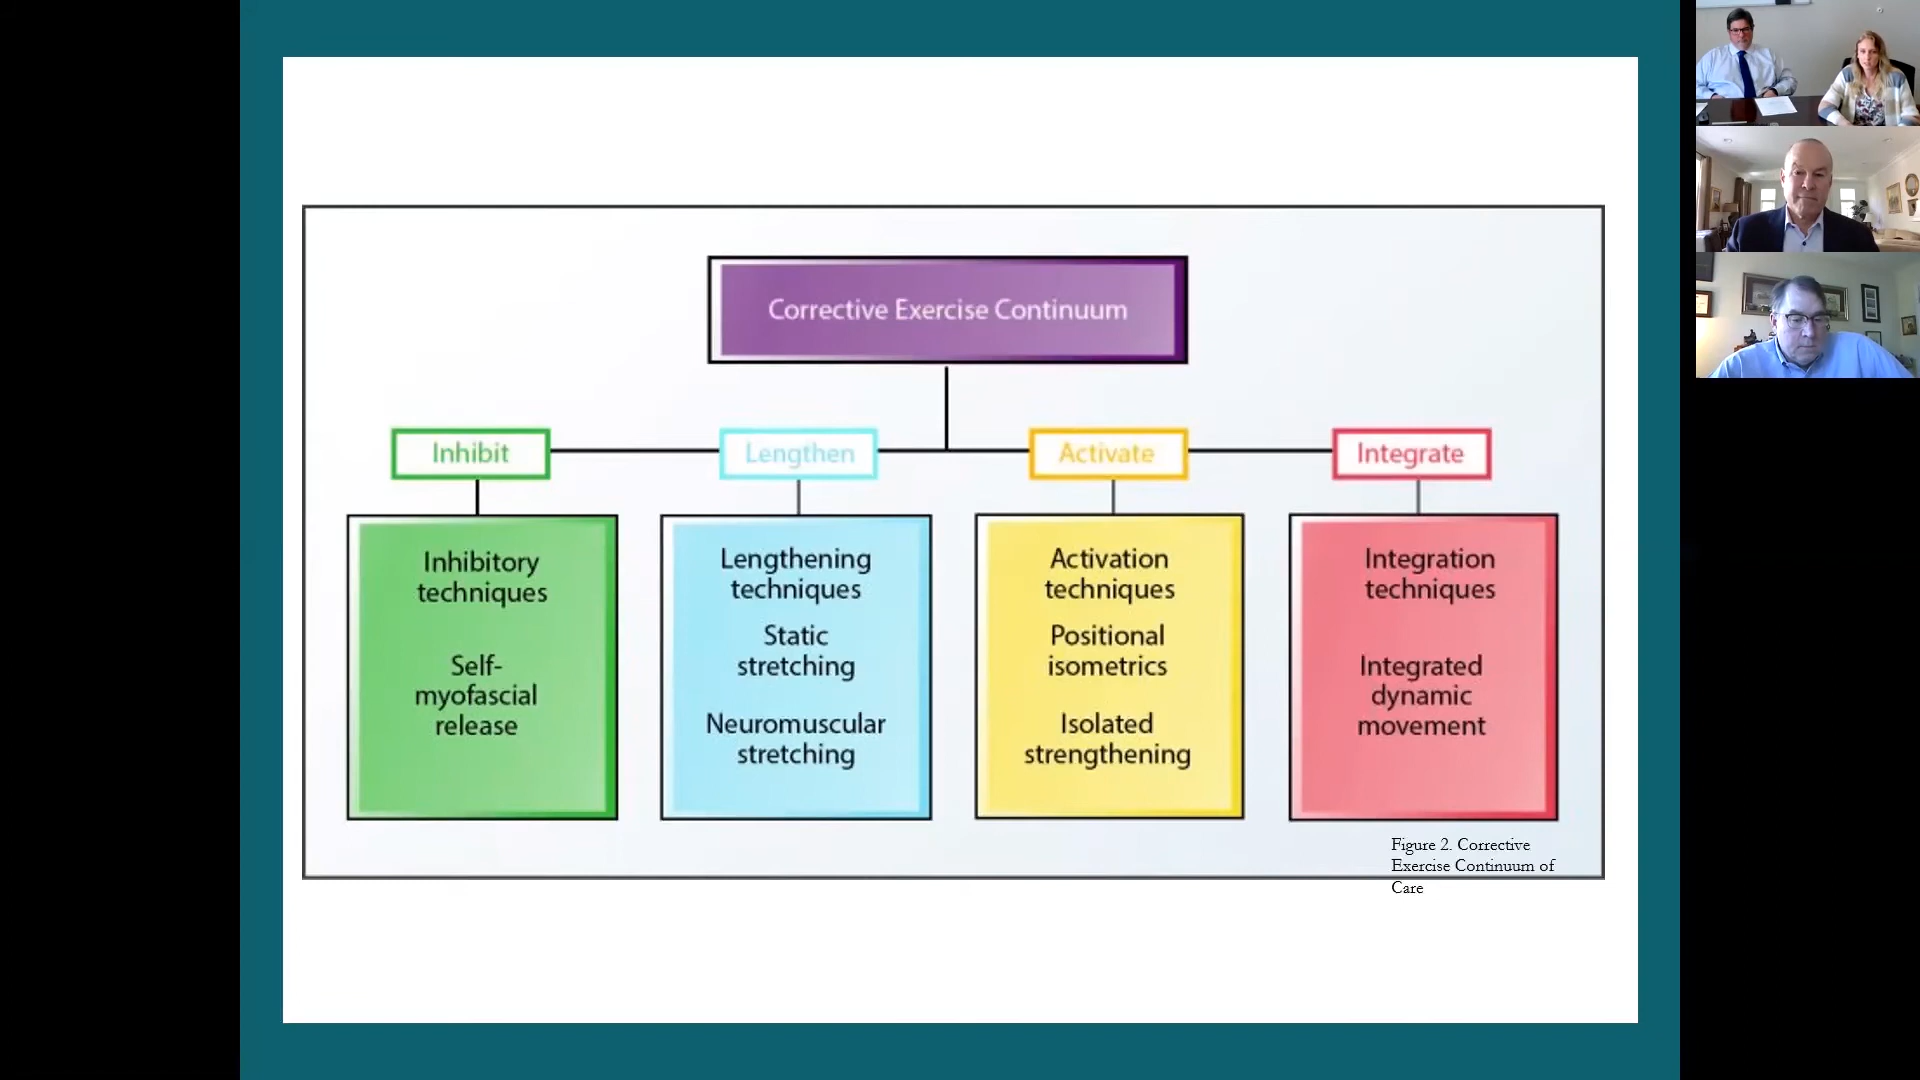 Corrective Exercise Continuum
Inhibit
Lengthen
Activate
Integrate
Inhibitory
techniques
Self-
myofascial
release
Lengthening
techniques
Static
stretching
Neuromuscular
stretching
Activation
techniques
Positional
isometrics
Isolated
strengthening
Integration
techniques
Integrated
dynamic
movement
Figure 2. Corrective
Exercise Continuum of
Care